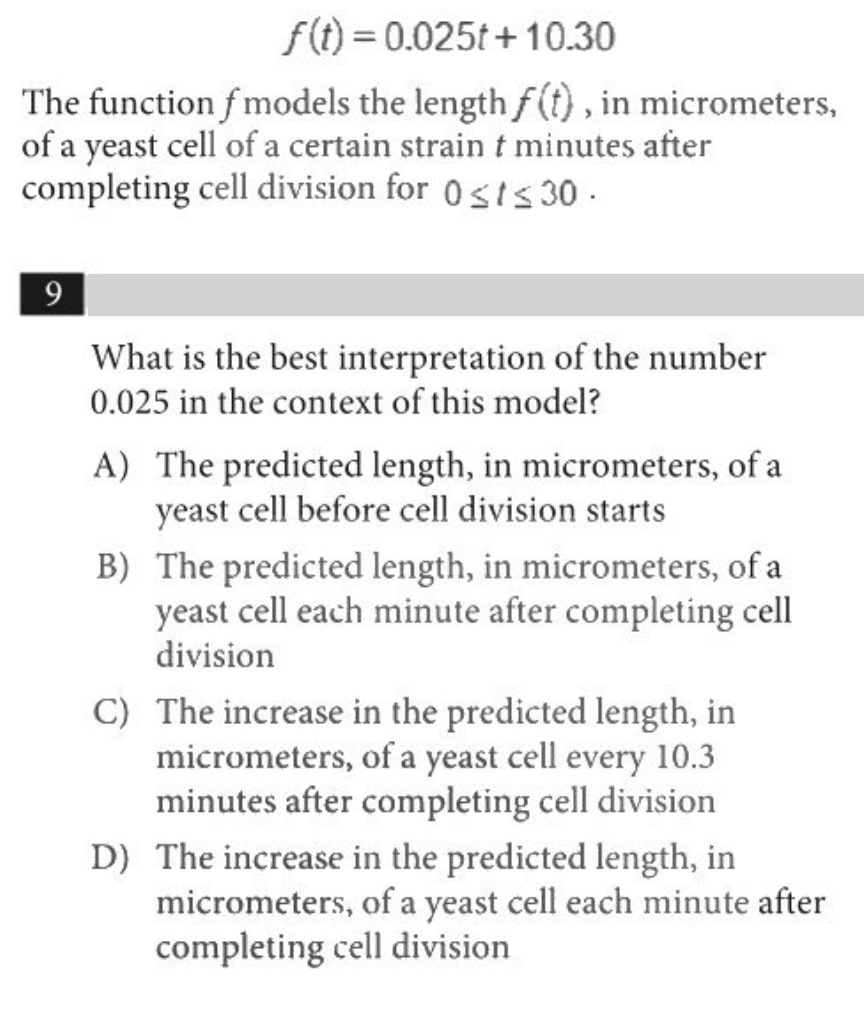 f(t) = 0.025t + 10.30
The function f models the length f(t) , in micrometers,
of a yeast cell of a certain strain t minutes after
completing cell division for 0 ≤ t ≤ 30 .
9
What is the best interpretation of the number
0.025 in the context of this model?
A) The predicted length, in micrometers, of a
yeast cell before cell division starts
B) The predicted length, in micrometers, of a
yeast cell each minute after completing cell
division
C) The increase in the predicted length, in
micrometers, of a yeast cell every 10.3
minutes after completing cell division
D) The increase in the predicted length, in
micrometers, of a yeast cell each minute after
completing cell division